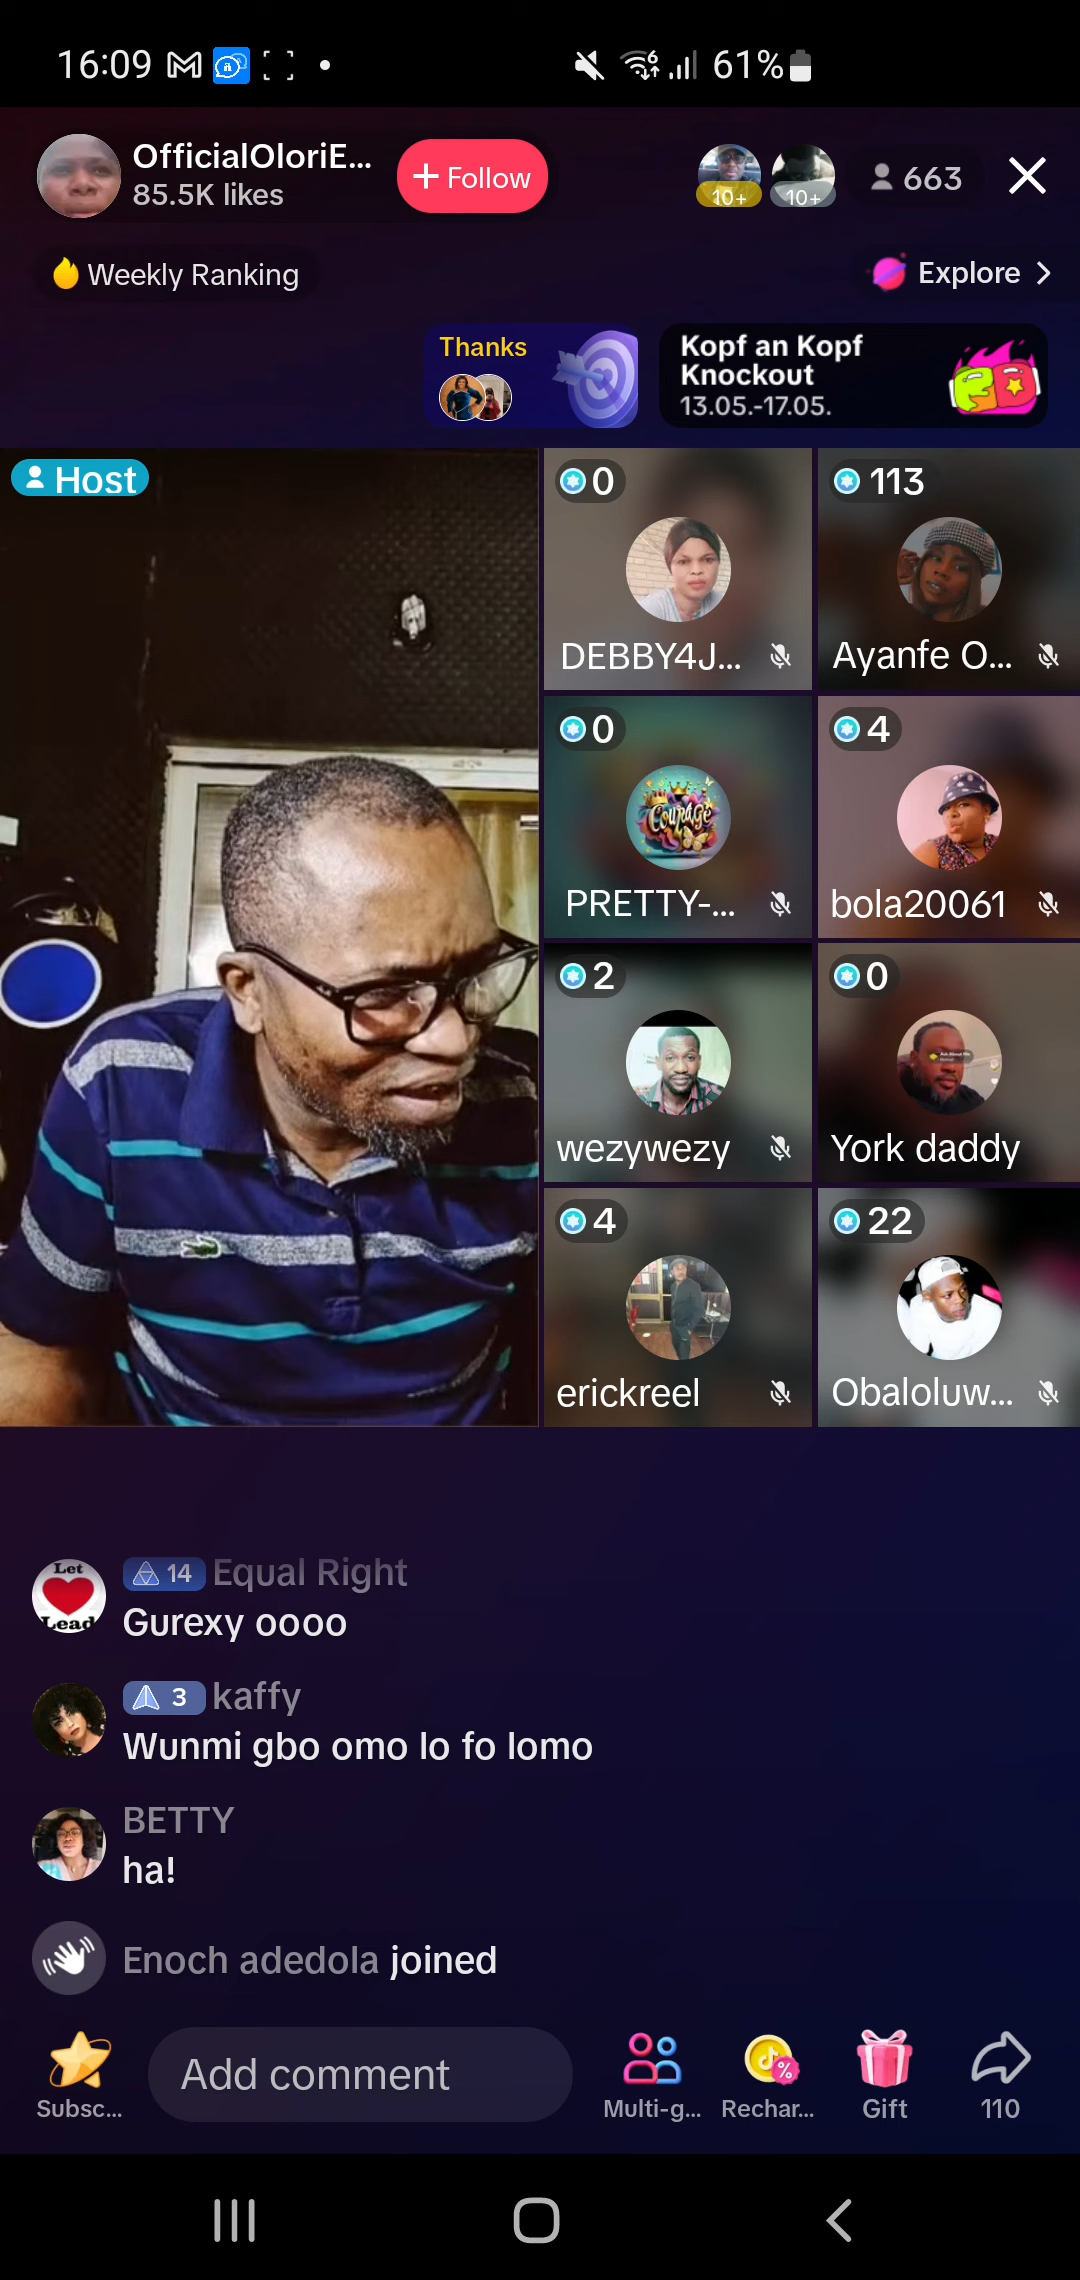 16:09
61%
OfficialOloriE...
85.5K likes
+ Follow
10+
10+
663
Weekly Ranking
Explore >
Thanks
Kopf an Kopf
Knockout
13.05.-17.05.
Host
0
DEBBY4J...
113
Ayanfe O...
0
Courage
PRETTY-...
4
bola20061
2
wezywezy
0
York daddy
4
erickreel
22
Obaloluw...
Let
Lead
14 Equal Right
Gurexy oooo
3 kaffy
Wunmi gbo omo lo fo lomo
BETTY
ha!
Enoch adedola joined
Add comment
Subsc...
Multi-g...
Rechar...
Gift
110